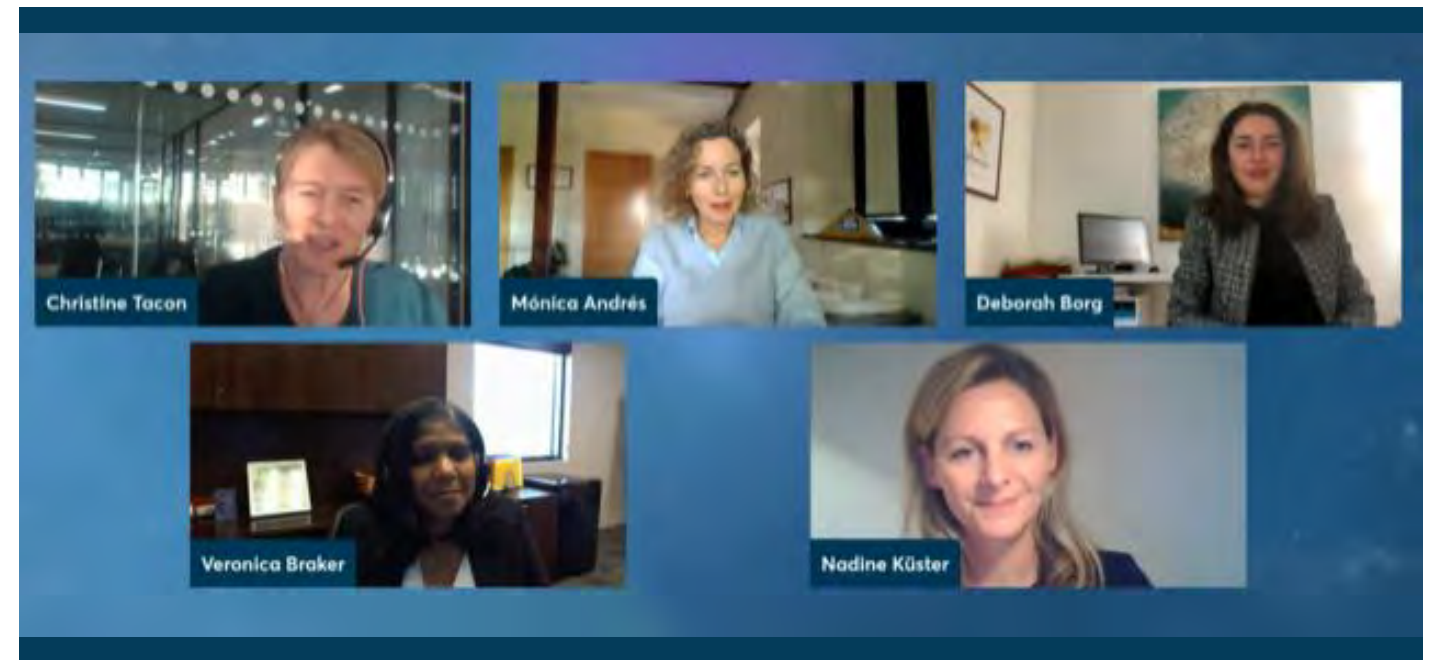 Christine Tacon
Mónica Andrés
Deborah Borg
Veronica Braker
Nadine Küster